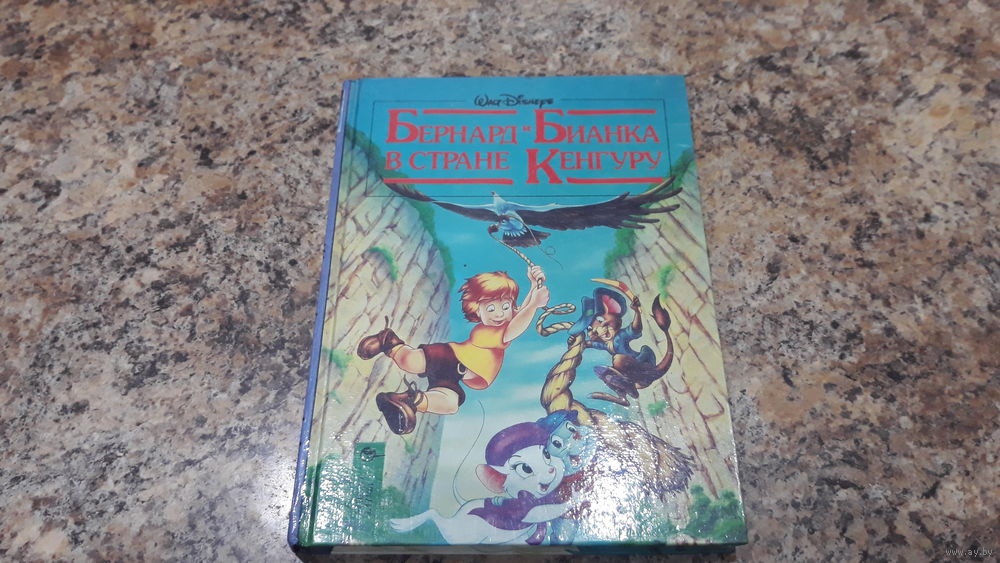 Walt Disney's
Бернард и Бианка
в стране Кенгуру
www.ay.by